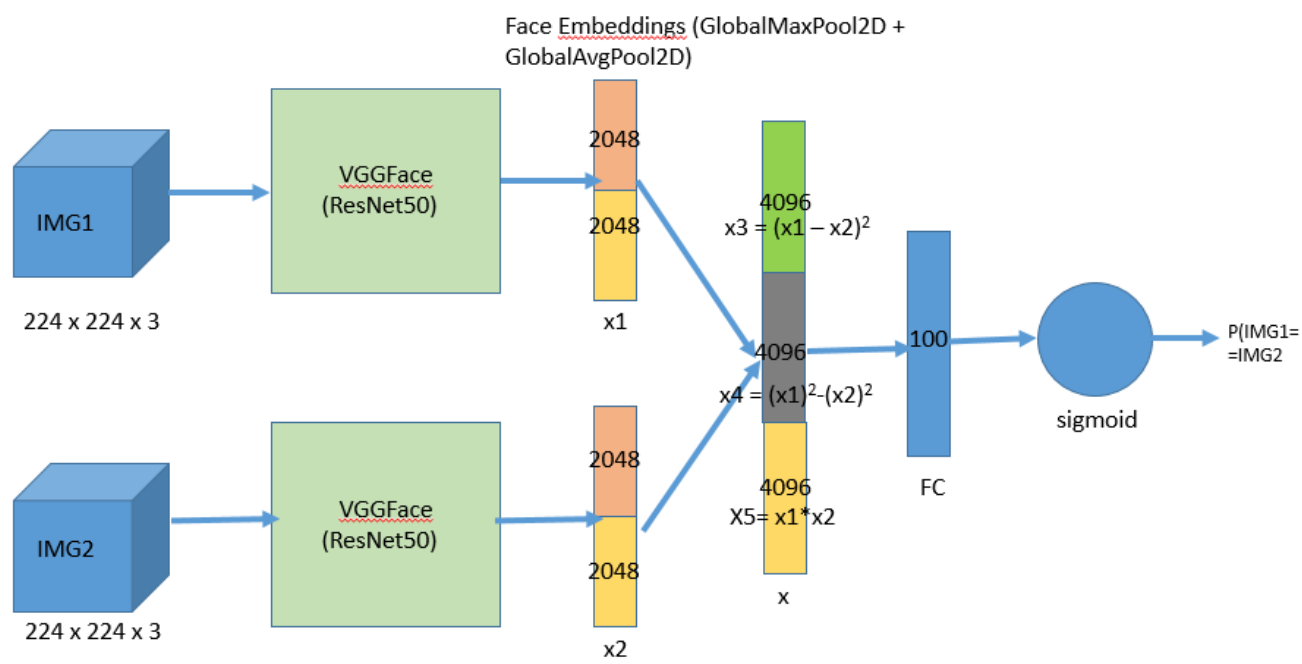 Face Embeddings (GlobalMaxPool2D +
GlobalAvgPool2D)
IMG1
224 x 224 x 3
VGGFace
(ResNet50)
2048
2048
x1
IMG2
224 x 224 x 3
VGGFace
(ResNet50)
2048
2048
x2
4096
x3 = (x1 – x2)²
4096
x4 = (x1)²-(x2)²
4096
X5= x1*x2
x
100
FC
sigmoid
P(IMG1=
=IMG2